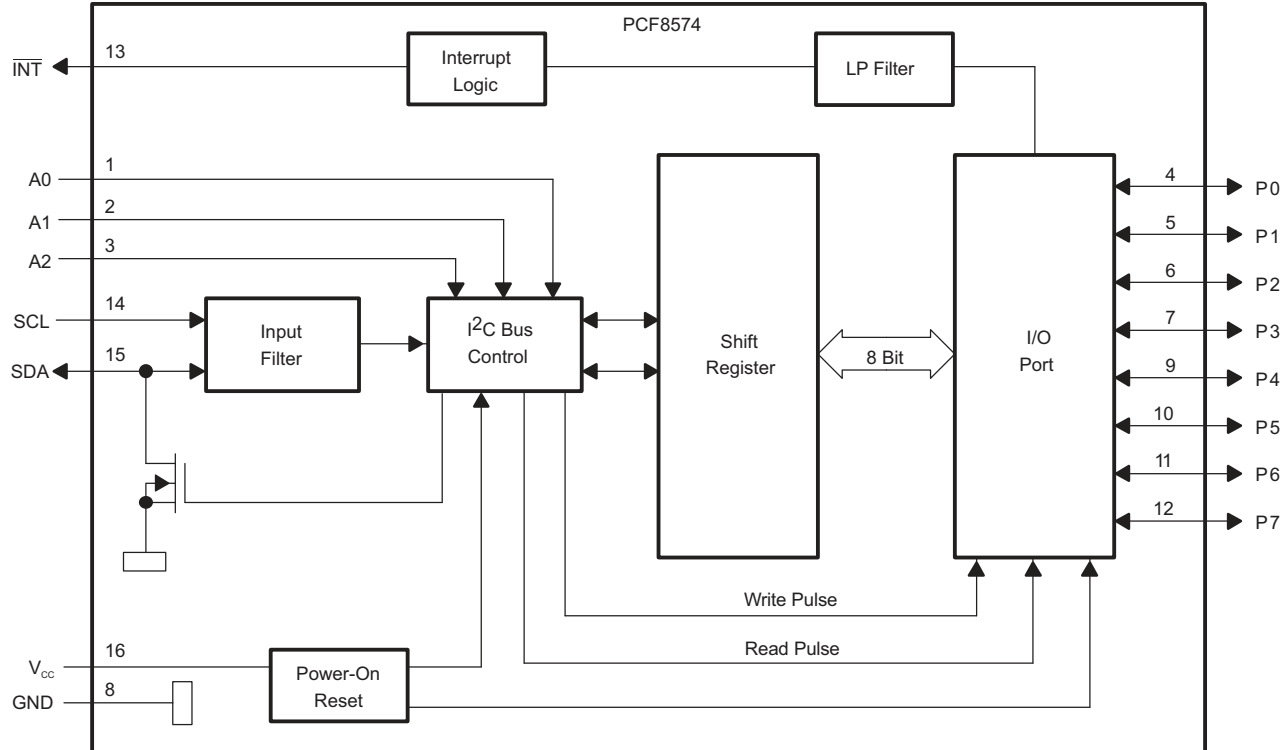 PCF8574
INT
13
Interrupt
Logic
LP Filter
A0
1
A1
2
A2
3
SCL
14
SDA
15
Input
Filter
I²C Bus
Control
Shift
Register
8 Bit
I/O
Port
4
P0
5
P1
6
P2
7
P3
9
P4
10
P5
11
P6
12
P7
Write Pulse
Read Pulse
Vcc
16
GND
8
Power-On
Reset